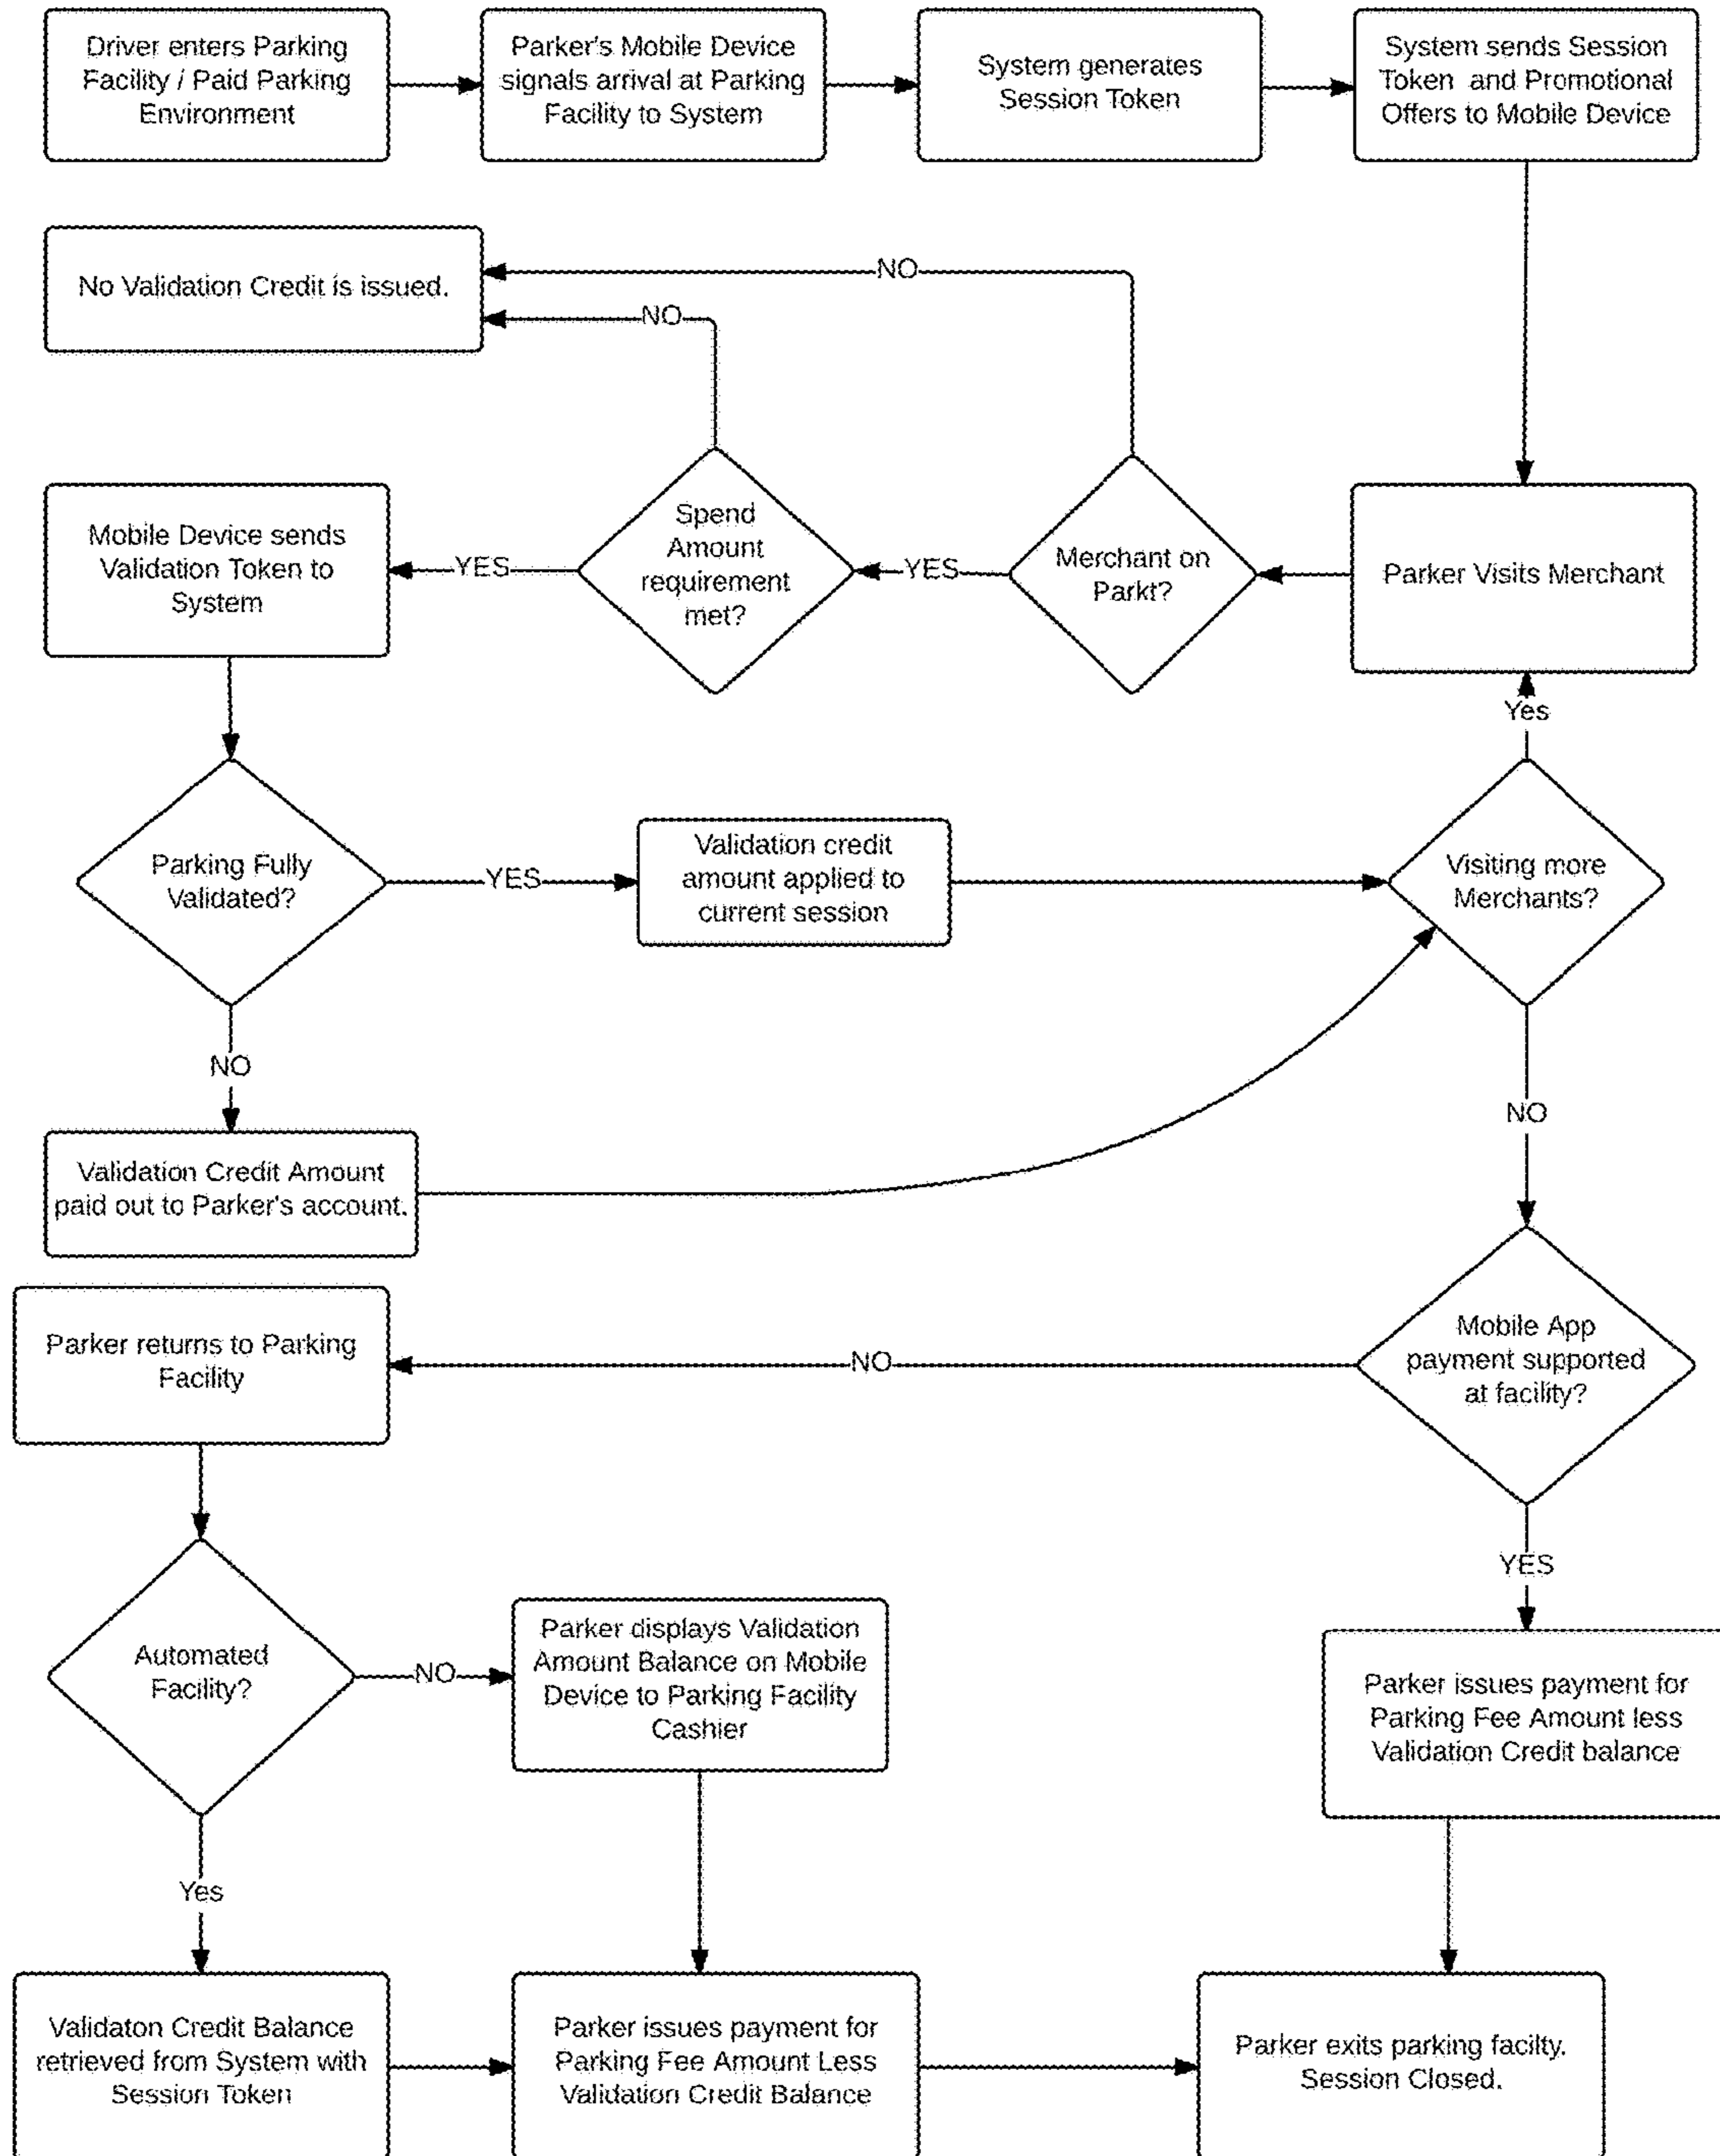 Driver enters Parking
Facility / Paid Parking
Environment
Parker's Mobile Device
signals arrival at Parking
Facility to System
System generates
Session Token
System sends Session
Token and Promotional
Offers to Mobile Device
No Validation Credit is issued.
NO
NO
Mobile Device sends
Validation Token to
System
YES
Spend
Amount
requirement
met?
YES
Merchant on
Parkt?
Parker Visits Merchant
Yes
Parking Fully
Validated?
YES
Validation credit
amount applied to
current session
Visiting more
Merchants?
NO
NO
Validation Credit Amount
paid out to Parker's account.
Parker returns to Parking
Facility
NO
Mobile App
payment supported
at facility?
YES
Automated
Facility?
NO
Parker displays Validation
Amount Balance on Mobile
Device to Parking Facility
Cashier
Parker issues payment for
Parking Fee Amount less
Validation Credit balance
Yes
Validaton Credit Balance
retrieved from System with
Session Token
Parker issues payment for
Parking Fee Amount Less
Validation Credit Balance
Parker exits parking facilty.
Session Closed.